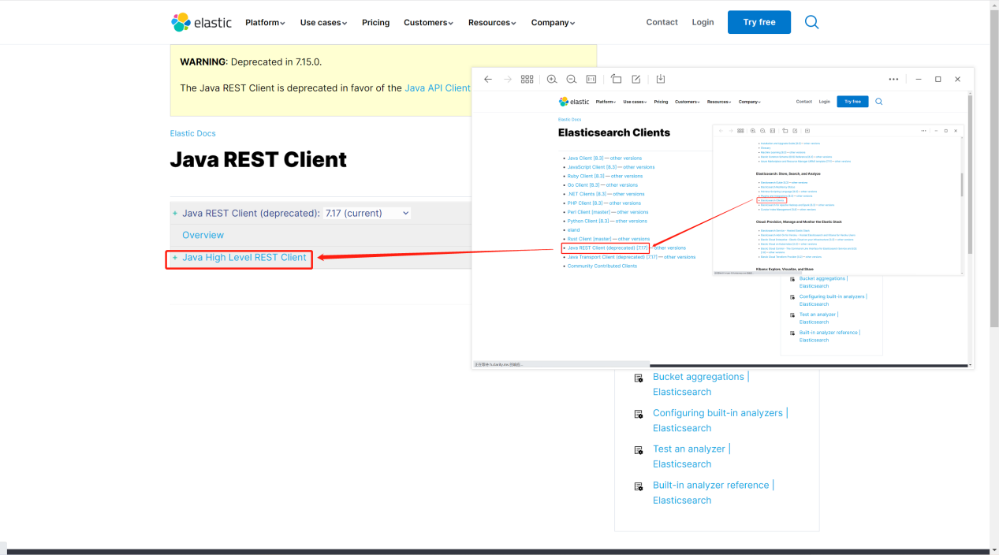 elastic
Platform
Use cases
Pricing
Customers
Resources
Company
Contact
Login
Try free
WARNING: Deprecated in 7.15.0.
The Java REST Client is deprecated in favor of the Java API Client
Elastic Docs
Java REST Client
+ Java REST Client (deprecated): 7.17 (current)
Overview
+ Java High Level REST Client
elastic
Platform
Use cases
Pricing
Customers
Resources
Company
Contact
Login
Try free
Elastic Docs
Elasticsearch Clients
Java Client [8.3] — other versions
JavaScript Client [8.3] — other versions
Ruby Client [8.3] — other versions
Go Client [8.3] — other versions
.NET Clients [8.3] — other versions
PHP Client [8.3] — other versions
Perl Client [master] — other versions
Python Client [8.3] — other versions
eland
Rust Client [master] — other versions
Java REST Client (deprecated) [7.17] — other versions
Java Transport Client (deprecated) [7.17] — other versions
Community Contributed Clients
Elasticsearch: Store, Search, and Analyze
Elasticsearch Clients
Cloud: Provision, Manage and Monitor the Elastic Stack
Kibana: Explore, Visualize, and Share
Bucket aggregations |
Elasticsearch
Configuring built-in analyzers |
Elasticsearch
Test an analyzer |
Elasticsearch
Built-in analyzer reference |
Elasticsearch
Bucket aggregations |
Elasticsearch
Configuring built-in analyzers |
Elasticsearch
Test an analyzer |
Elasticsearch
Built-in analyzer reference |
Elasticsearch